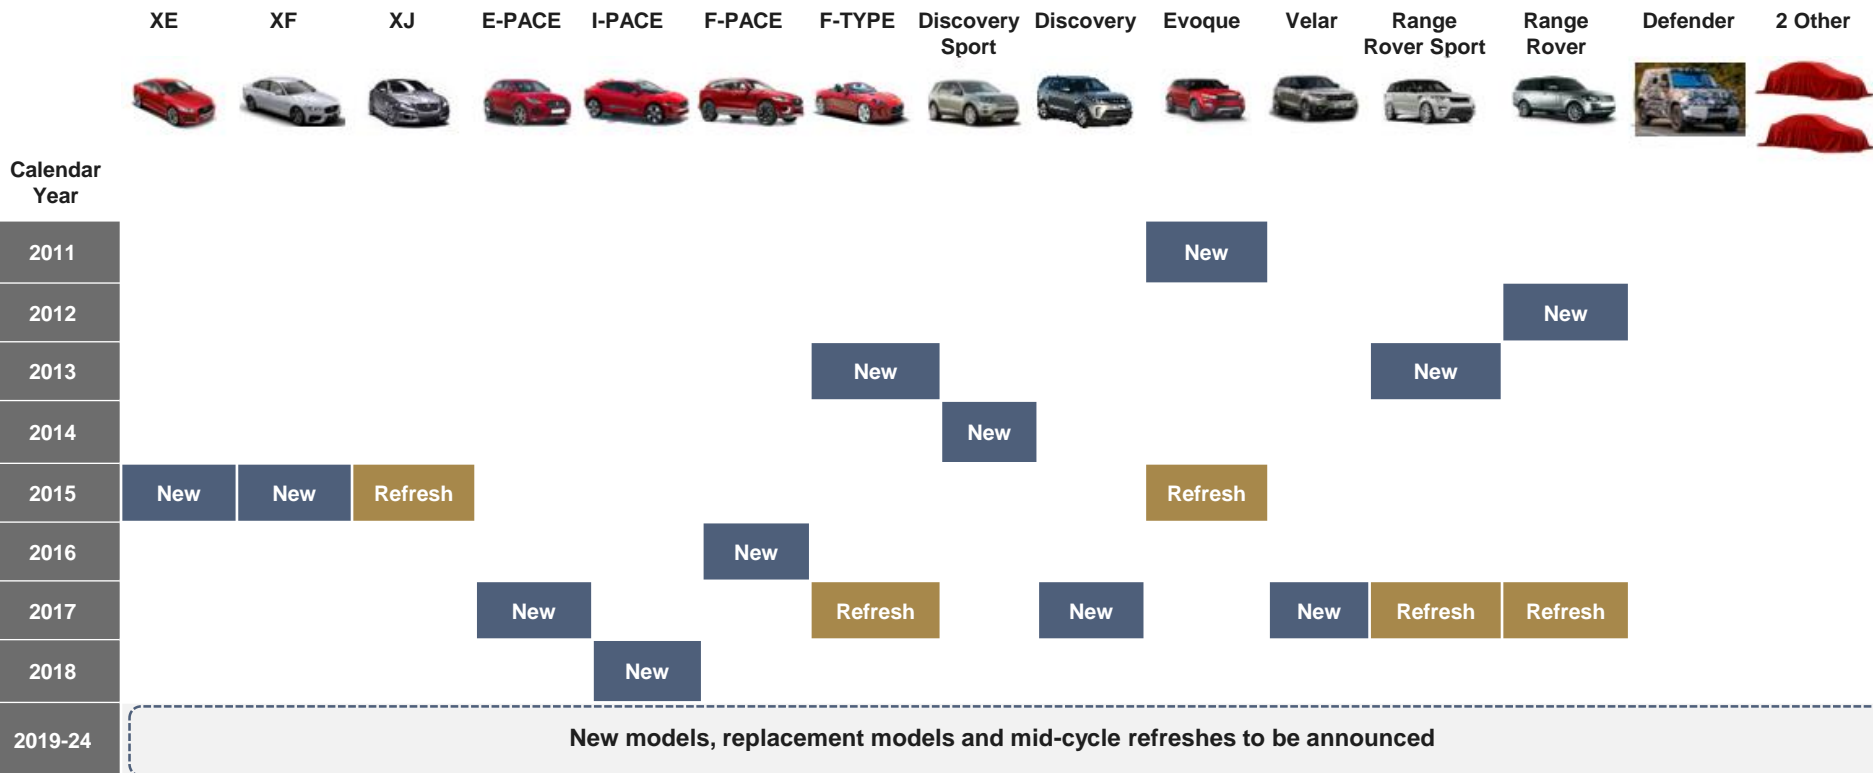 XE XF XJ E-PACE I-PACE F-PACE F-TYPE Discovery Discovery Evoque Velar Range Range Defender 2 Other
Sport Rover Sport Rover
Calendar
Year
2011 New
2012 New
2013 New New
2014 New
2015 New New Refresh Refresh
2016 New
2017 New Refresh New New Refresh Refresh
2018 New
2019-24 New models, replacement models and mid-cycle refreshes to be announced